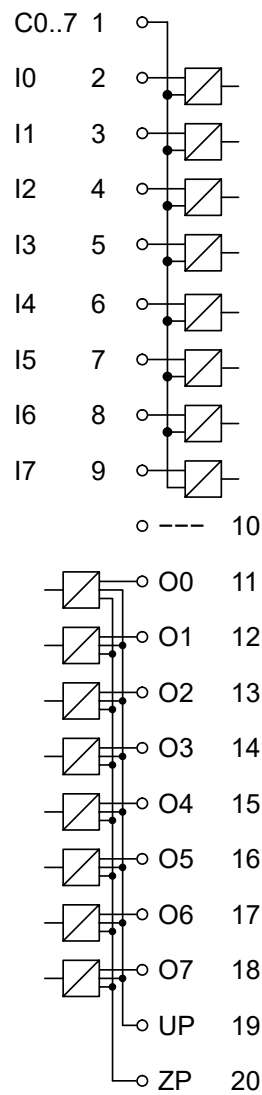 C0..7 1
I0 2
I1 3
I2 4
I3 5
I4 6
I5 7
I6 8
I7 9
--- 10
O0 11
O1 12
O2 13
O3 14
O4 15
O5 16
O6 17
O7 18
UP 19
ZP 20